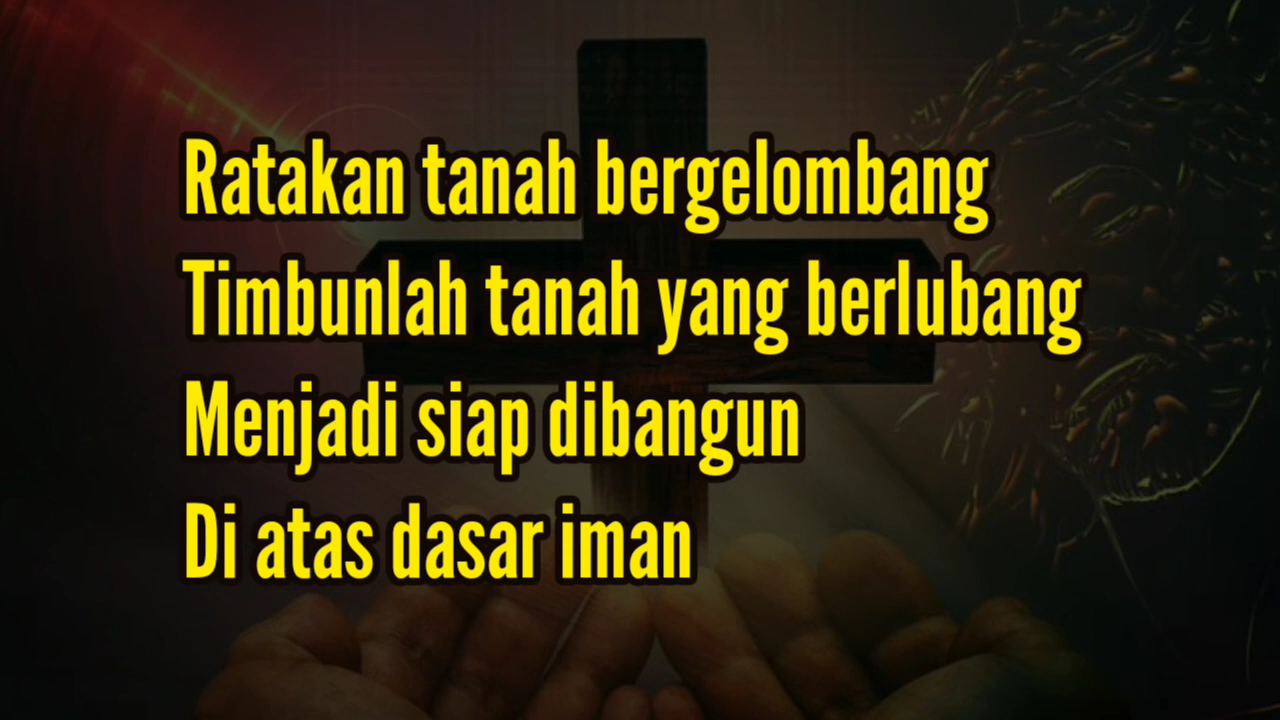 Ratakan tanah bergelombang
Timbunlah tanah yang berlubang
Menjadi siap dibangun
Di atas dasar iman